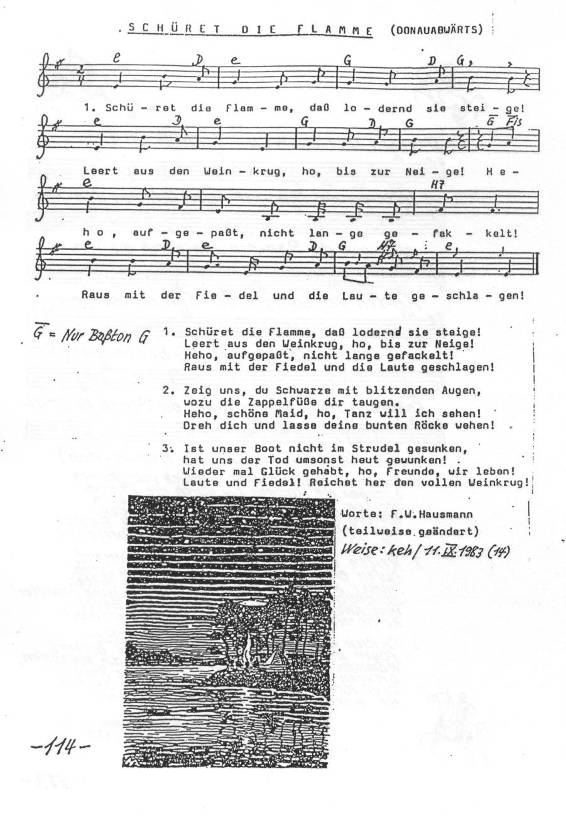 SCHÜRET DIE FLAMME (DONAUABWÄRTS)
e D e G D G
1. Schü - ret die Flam - me, daß lo - dernd sie stei - ge!
e D e G D G G Fis
Leert aus den Wein - krug, ho, bis zur Nei - ge! He -
e H7
ho, auf - ge - paßt, nicht lan - ge ge - fak - kelt!
e D e D G H7 e
Raus mit der Fie - del und die Lau - te ge - schla - gen!
G = Nur Baßton G
1. Schüret die Flamme, daß lodernd sie steige!
Leert aus den Weinkrug, ho, bis zur Neige!
Heho, aufgepaßt, nicht lange gefackelt!
Raus mit der Fiedel und die Laute geschlagen!
2. Zeig uns, du Schwarze mit blitzenden Augen,
wozu die Zappelfüße dir taugen.
Heho, schöne Maid, ho, Tanz will ich sehen!
Dreh dich und lasse deine bunten Röcke wehen!
3. Ist unser Boot nicht im Strudel gesunken,
hat uns der Tod umsonst heut gewunken!
Wieder mal Glück gehabt, ho, Freunde, wir leben!
Laute und Fiedel! Reichet her den vollen Weinkrug!
Worte: F.W.Hausmann
(teilweise geändert)
Weise: keh / 11.IX.1983 (14)
-114-